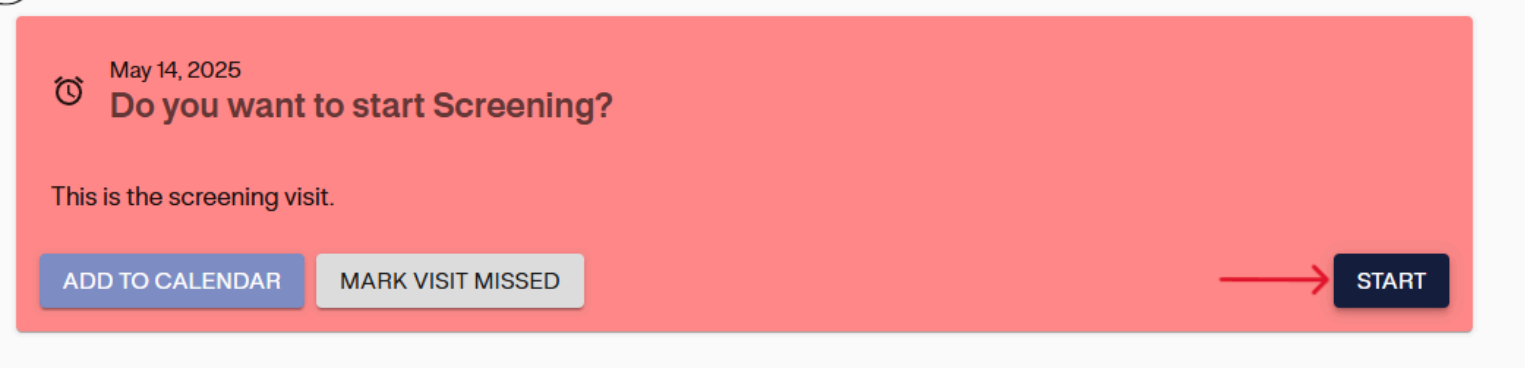 May 14, 2025
Do you want to start Screening?
This is the screening visit.
ADD TO CALENDAR
MARK VISIT MISSED
START